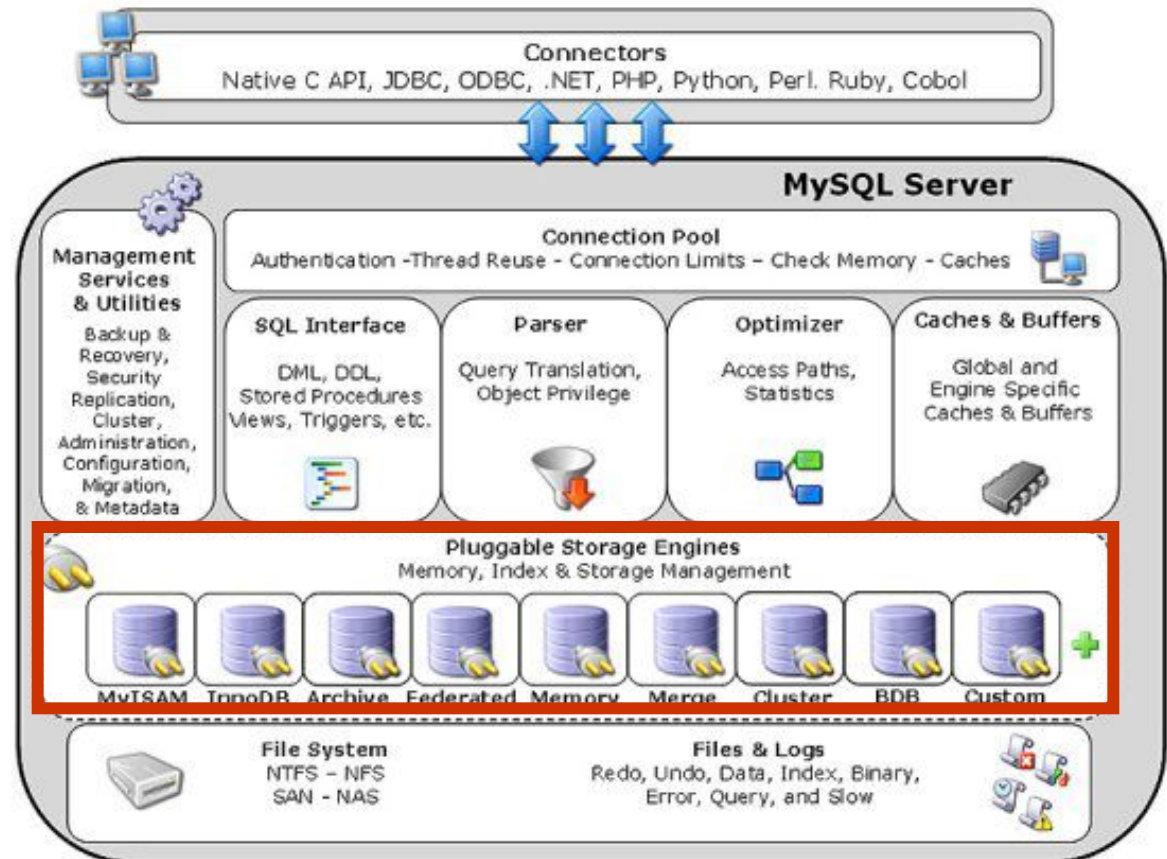 Connectors
Native C API, JDBC, ODBC, .NET, PHP, Python, Perl. Ruby, Cobol
MySQL Server
Management
Services
& Utilities
Backup &
Recovery,
Security
Replication,
Cluster,
Administration,
Configuration,
Migration,
& Metadata
Connection Pool
Authentication -Thread Reuse - Connection Limits – Check Memory - Caches
SQL Interface
DML, DDL,
Stored Procedures
Views, Triggers, etc.
Parser
Query Translation,
Object Privilege
Optimizer
Access Paths,
Statistics
Caches & Buffers
Global and
Engine Specific
Caches & Buffers
Pluggable Storage Engines
Memory, Index & Storage Management
MyISAM InnoDB Archive Federated Memory Merge Cluster BDB Custom
File System
NTFS – NFS
SAN - NAS
Files & Logs
Redo, Undo, Data, Index, Binary,
Error, Query, and Slow